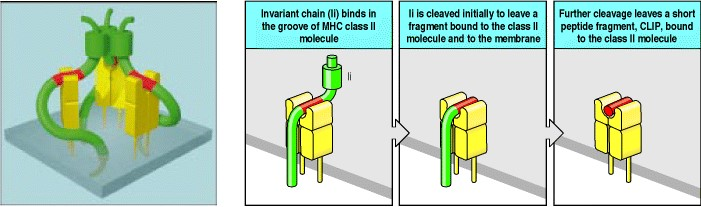 Invariant chain (Ii) binds in
the groove of MHC class II
molecule
Ii
Ii is cleaved initially to leave a
fragment bound to the class II
molecule and to the membrane
Further cleavage leaves a short
peptide fragment, CLIP, bound
to the class II molecule